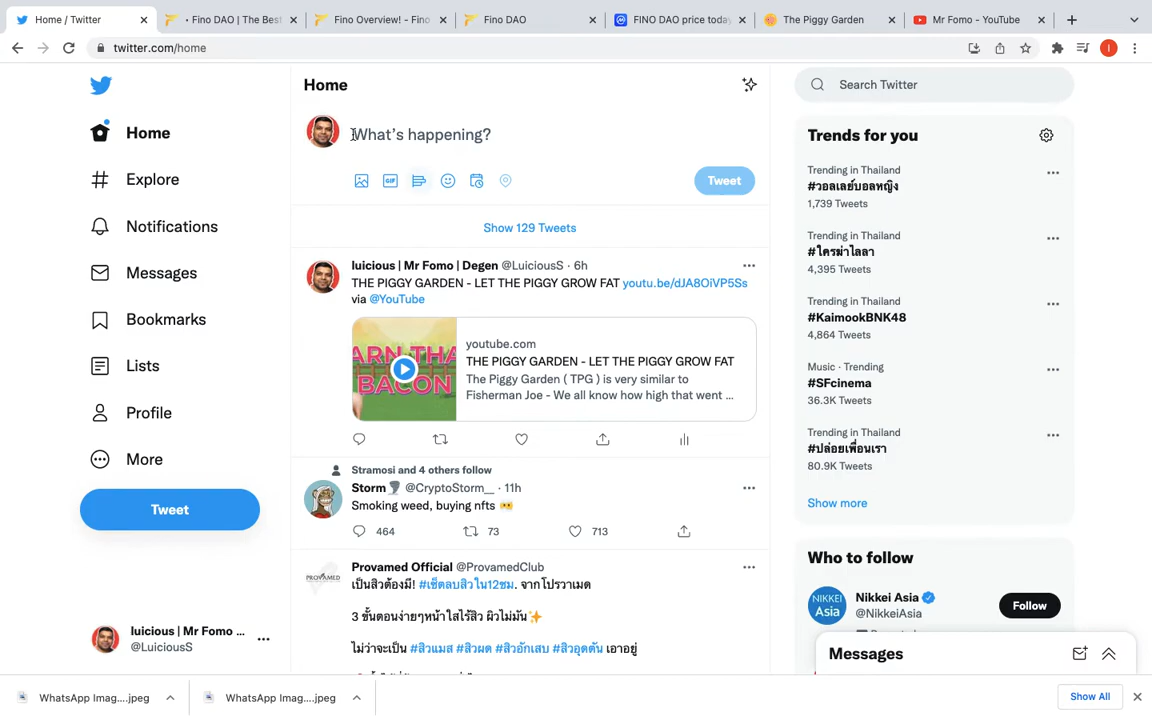 Home / Twitter
• Fino DAO | The Best
Fino Overview! - Fino
Fino DAO
FINO DAO price today
The Piggy Garden
Mr Fomo - YouTube
twitter.com/home
I
Home
Explore
Notifications
Messages
Bookmarks
Lists
Profile
More
Tweet
luicious | Mr Fomo ...
@LuiciousS
Home
What's happening?
GIF
Tweet
Show 129 Tweets
luicious | Mr Fomo | Degen @LuiciousS · 6h
THE PIGGY GARDEN - LET THE PIGGY GROW FAT youtu.be/dJA8OiVP5Ss
via @YouTube
ARN THA
BACON
youtube.com
THE PIGGY GARDEN - LET THE PIGGY GROW FAT
The Piggy Garden ( TPG ) is very similar to
Fisherman Joe - We all know how high that went ...
Stramosi and 4 others follow
Storm🌪 @CryptoStorm__ · 11h
Smoking weed, buying nfts
464 73 713
PROVAMED
Provamed Official @ProvamedClub
เป็นสิวต้องมี! #เซ็ตลบสิวใน12ชม. จากโปรวาเมด
3 ขั้นตอนง่ายๆหน้าใสไร้สิว ผิวไม่มัน✨
ไม่ว่าจะเป็น #สิวแมส #สิวผด #สิวอักเสบ #สิวอุดตัน เอาอยู่
Search Twitter
Trends for you
Trending in Thailand
#วอลเลย์บอลหญิง
1,739 Tweets
Trending in Thailand
#ใครฆ่าไลลา
4,395 Tweets
Trending in Thailand
#KaimookBNK48
4,864 Tweets
Music · Trending
#SFcinema
36.3K Tweets
Trending in Thailand
#ปล่อยเพื่อนเรา
80.9K Tweets
Show more
Who to follow
NIKKEI
Asia
Nikkei Asia
@NikkeiAsia
Follow
Messages
WhatsApp Imag....jpeg
WhatsApp Imag....jpeg
Show All